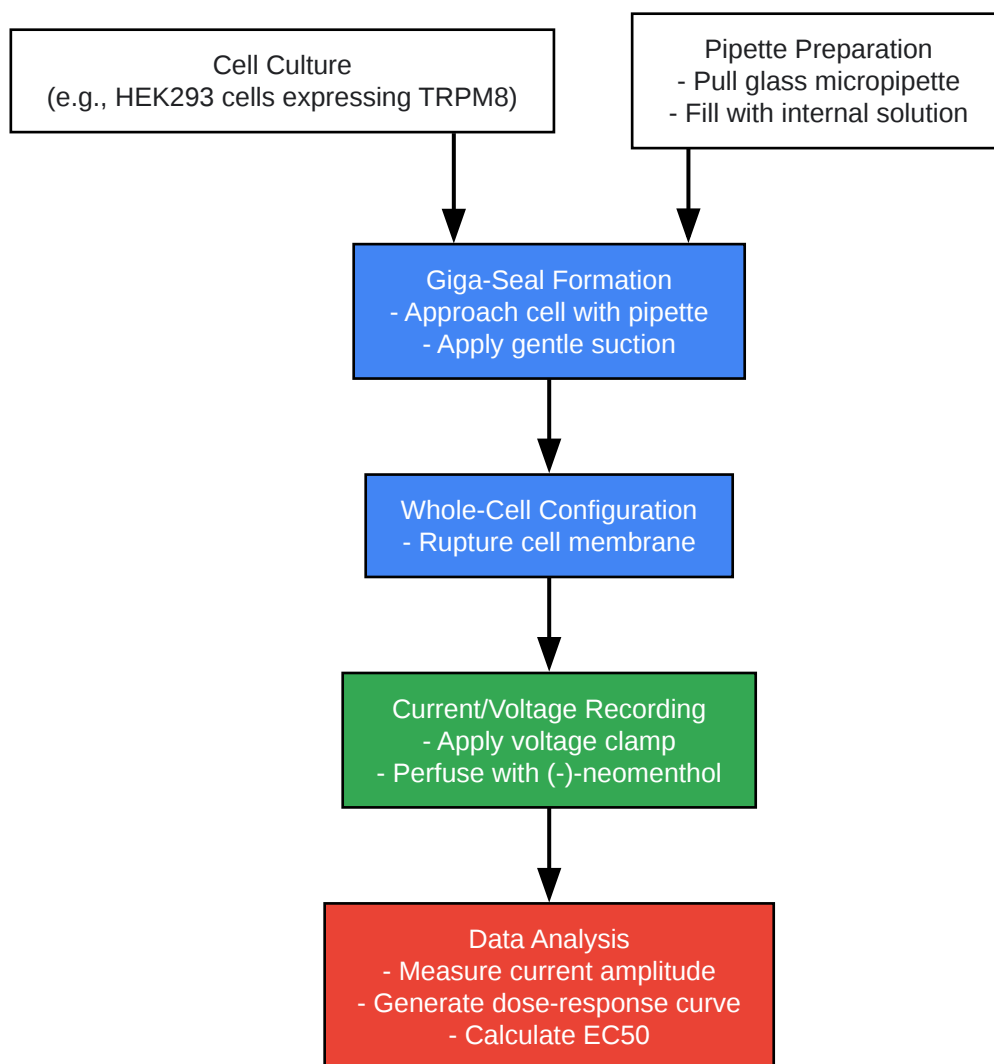 Cell Culture
(e.g., HEK293 cells expressing TRPM8)
Pipette Preparation
- Pull glass micropipette
- Fill with internal solution
Giga-Seal Formation
- Approach cell with pipette
- Apply gentle suction
Whole-Cell Configuration
- Rupture cell membrane
Current/Voltage Recording
- Apply voltage clamp
- Perfuse with (-)-neomenthol
Data Analysis
- Measure current amplitude
- Generate dose-response curve
- Calculate EC50